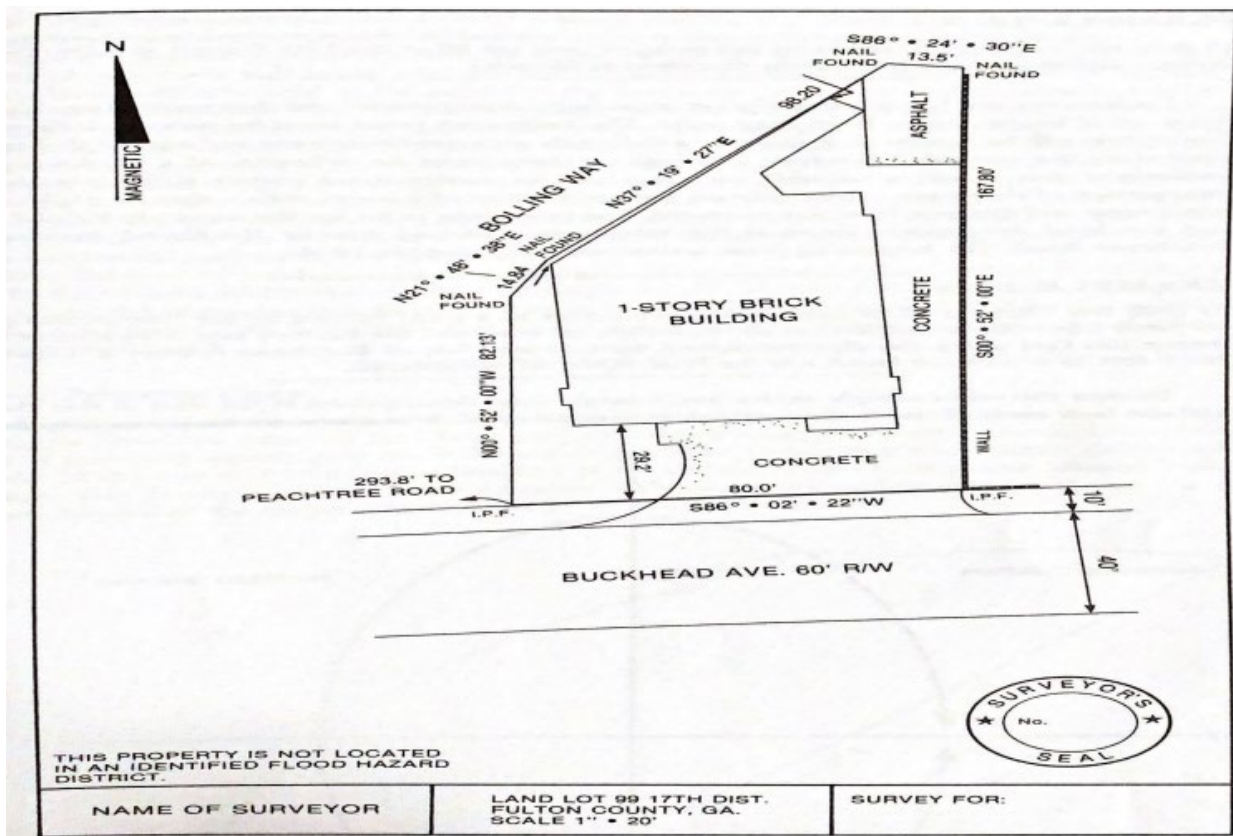 S86° • 24' • 30"E
13.5'
NAIL
FOUND
NAIL
FOUND
Z
MAGNETIC
98.20'
ASPHALT
N37° • 19' • 27"E
BOLLING WAY
167.80'
N21° • 48' • 38"E
14.84
NAIL
FOUND
NAIL
FOUND
1-STORY BRICK
BUILDING
CONCRETE
S00° • 52' • 00"E
N00° • 52' • 00"W 82.13'
WALL
26.2'
CONCRETE
293.8' TO
PEACHTREE ROAD
80.0'
I.P.F.
S86° • 02' • 22"W
I.P.F.
10'
BUCKHEAD AVE. 60' R/W
40'
SURVEYOR'S
No.
SEAL
THIS PROPERTY IS NOT LOCATED
IN AN IDENTIFIED FLOOD HAZARD
DISTRICT.
NAME OF SURVEYOR
LAND LOT 99 17TH DIST.
FULTON COUNTY, GA.
SCALE 1" • 20'
SURVEY FOR: